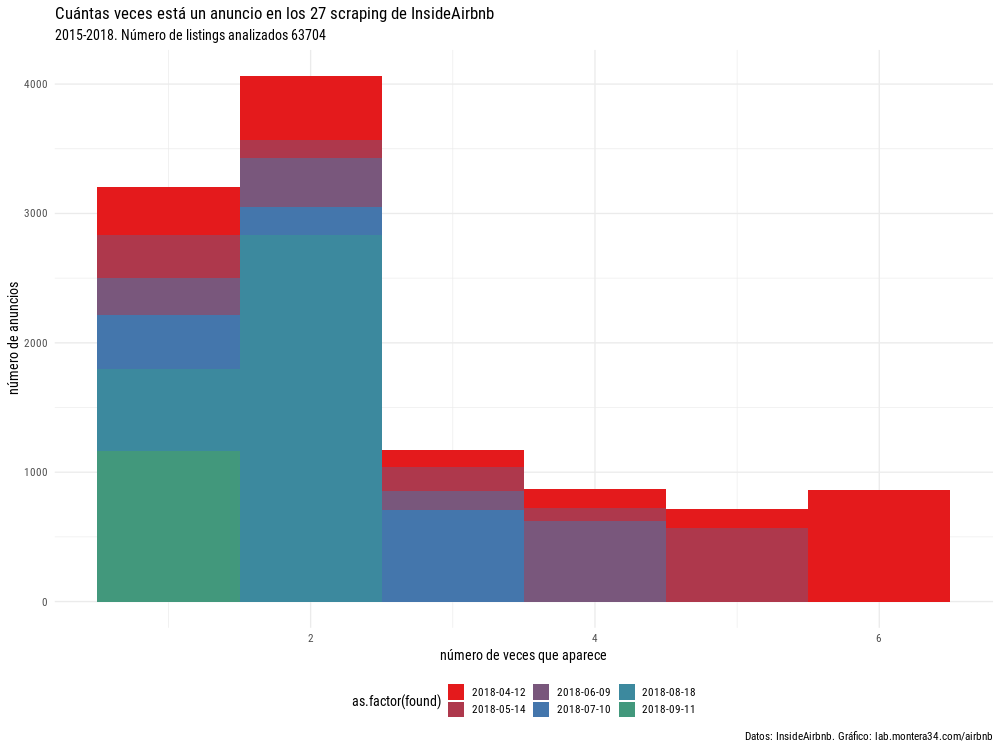 Cuántas veces está un anuncio en los 27 scraping de InsideAirbnb
2015-2018. Número de listings analizados 63704
número de anuncios
4000
3000
2000
1000
0
2 4 6
número de veces que aparece
as.factor(found)
2018-04-12 2018-06-09 2018-08-18
2018-05-14 2018-07-10 2018-09-11
Datos: InsideAirbnb. Gráfico: lab.montera34.com/airbnb